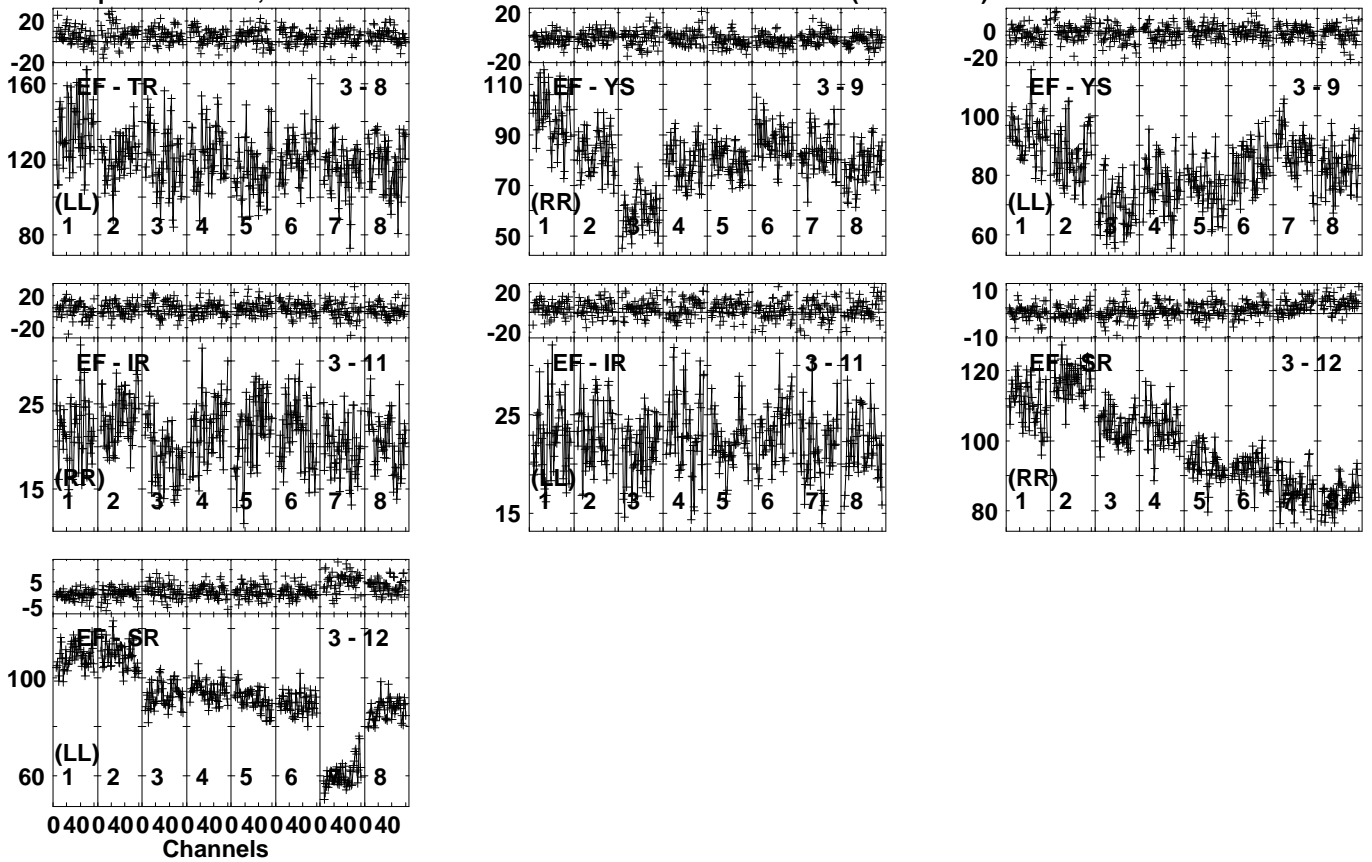 20
-20
160
120
80
EF - TR 3 - 8
(LL)
1 2 3 4 5 6 7 8
20
-20
110
90
70
50
EF - YS 3 - 9
(RR)
1 2 3 4 5 6 7 8
0
-20
100
80
60
EF - YS 3 - 9
(LL)
1 2 3 4 5 6 7 8
20
-20
25
15
EF - IR 3 - 11
(RR)
1 2 3 4 5 6 7 8
20
-20
25
15
EF - IR 3 - 11
(LL)
1 2 3 4 5 6 7 8
10
-10
120
100
80
EF - SR 3 - 12
(RR)
1 2 3 4 5 6 7 8
5
-5
100
60
EF - SR 3 - 12
(LL)
1 2 3 4 5 6 7 8
0 40 0 40 0 40 0 40 0 40 0 40 0 40 0 40
Channels